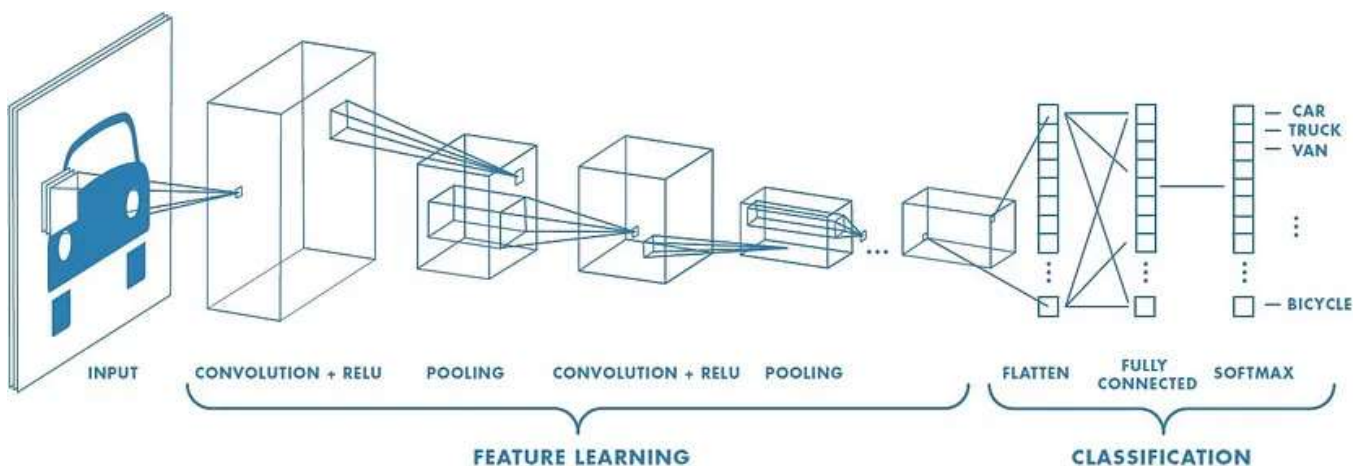 CAR
TRUCK
VAN
BICYCLE
INPUT
CONVOLUTION + RELU
POOLING
CONVOLUTION + RELU
POOLING
FLATTEN
FULLY
CONNECTED
SOFTMAX
FEATURE LEARNING
CLASSIFICATION